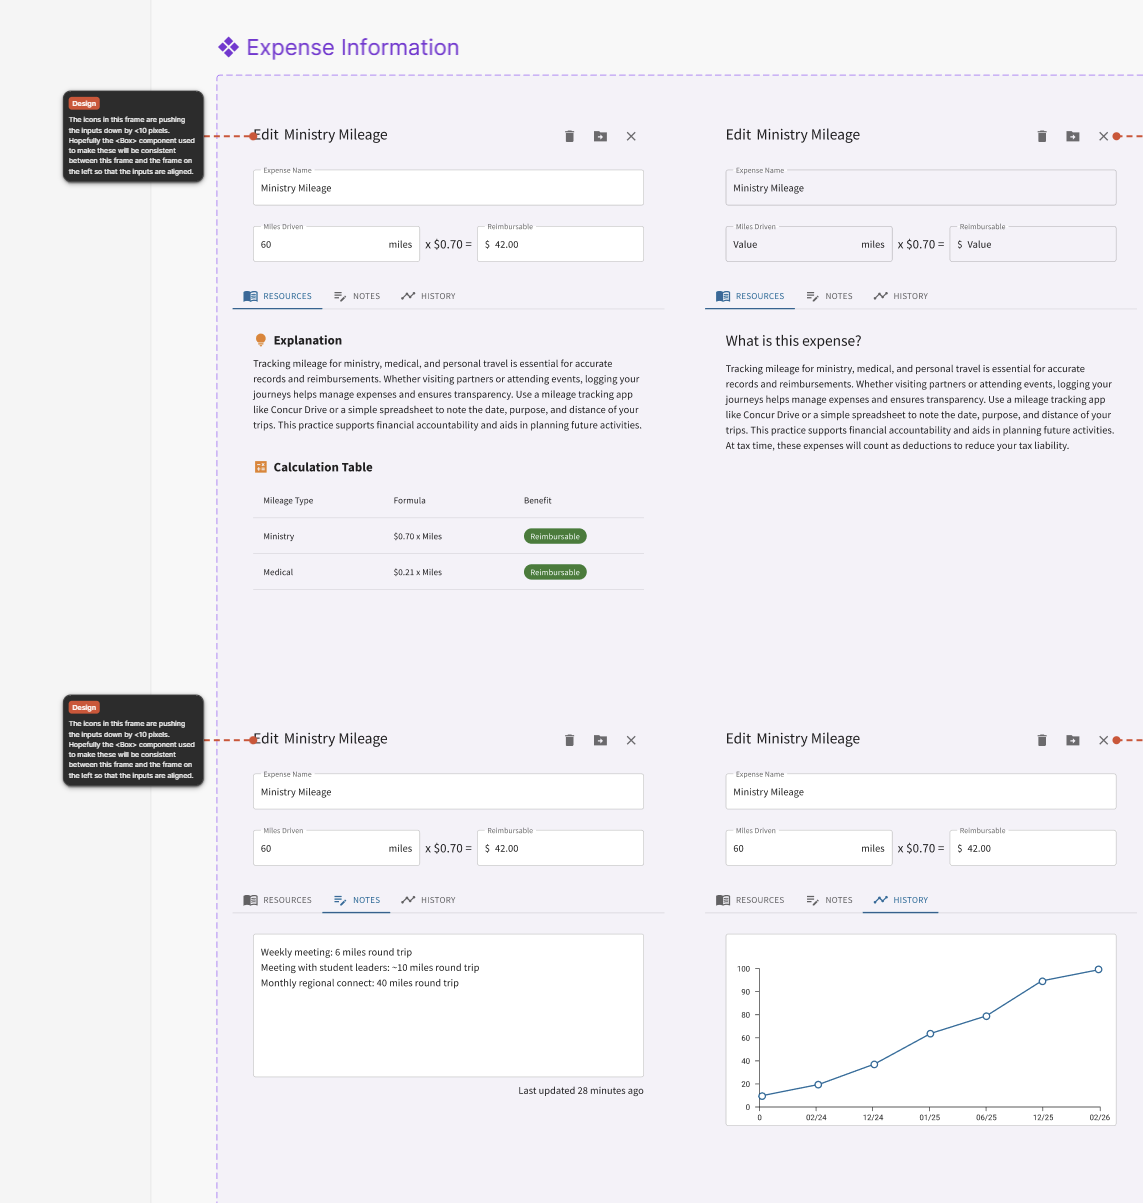 Expense Information
Design
The icons in this frame are pushing
the inputs down by <10 pixels.
Hopefully the <Box> component used
to make these will be consistent
between this frame and the frame on
the left so that the inputs are aligned.
Edit Ministry Mileage
Expense Name
Ministry Mileage
Miles Driven
60 miles
x $0.70 =
Reimbursable
$ 42.00
RESOURCES NOTES HISTORY
Explanation
Tracking mileage for ministry, medical, and personal travel is essential for accurate
records and reimbursements. Whether visiting partners or attending events, logging your
journeys helps manage expenses and ensures transparency. Use a mileage tracking app
like Concur Drive or a simple spreadsheet to note the date, purpose, and distance of your
trips. This practice supports financial accountability and aids in planning future activities.
Calculation Table
Mileage Type Formula Benefit
Ministry $0.70 x Miles Reimbursable
Medical $0.21 x Miles Reimbursable
Edit Ministry Mileage
Expense Name
Ministry Mileage
Miles Driven
Value miles
x $0.70 =
Reimbursable
$ Value
RESOURCES NOTES HISTORY
What is this expense?
Tracking mileage for ministry, medical, and personal travel is essential for accurate
records and reimbursements. Whether visiting partners or attending events, logging your
journeys helps manage expenses and ensures transparency. Use a mileage tracking app
like Concur Drive or a simple spreadsheet to note the date, purpose, and distance of your
trips. This practice supports financial accountability and aids in planning future activities.
At tax time, these expenses will count as deductions to reduce your tax liability.
Design
The icons in this frame are pushing
the inputs down by <10 pixels.
Hopefully the <Box> component used
to make these will be consistent
between this frame and the frame on
the left so that the inputs are aligned.
Edit Ministry Mileage
Expense Name
Ministry Mileage
Miles Driven
60 miles
x $0.70 =
Reimbursable
$ 42.00
RESOURCES NOTES HISTORY
Weekly meeting: 6 miles round trip
Meeting with student leaders: ~10 miles round trip
Monthly regional connect: 40 miles round trip
Last updated 28 minutes ago
Edit Ministry Mileage
Expense Name
Ministry Mileage
Miles Driven
60 miles
x $0.70 =
Reimbursable
$ 42.00
RESOURCES NOTES HISTORY
100
90
80
60
40
20
0
0 02/24 12/24 01/25 06/25 12/25 02/26